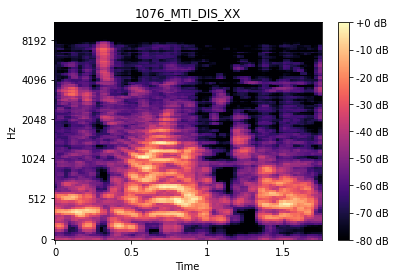 1076_MTI_DIS_XX
8192
4096
2048
1024
512
0
Hz
0
0.5
1
1.5
Time
+0 dB
-10 dB
-20 dB
-30 dB
-40 dB
-50 dB
-60 dB
-70 dB
-80 dB